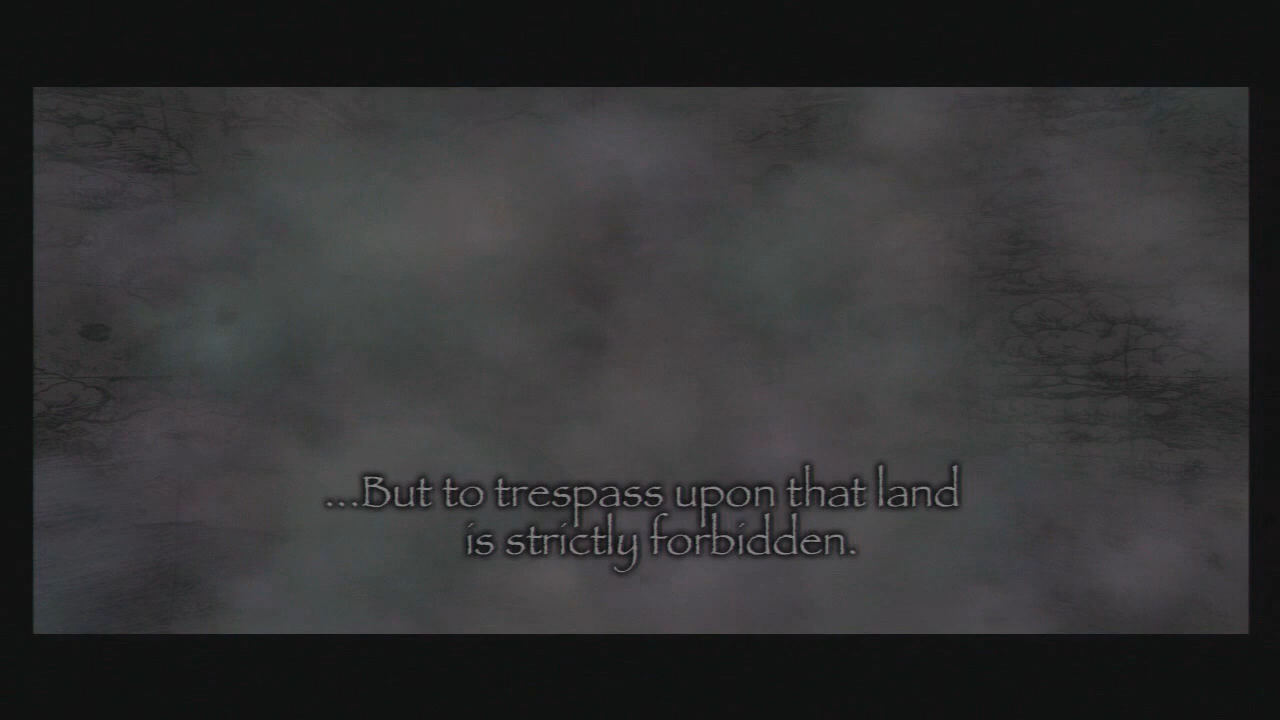 ...But to trespass upon that land
is strictly forbidden.